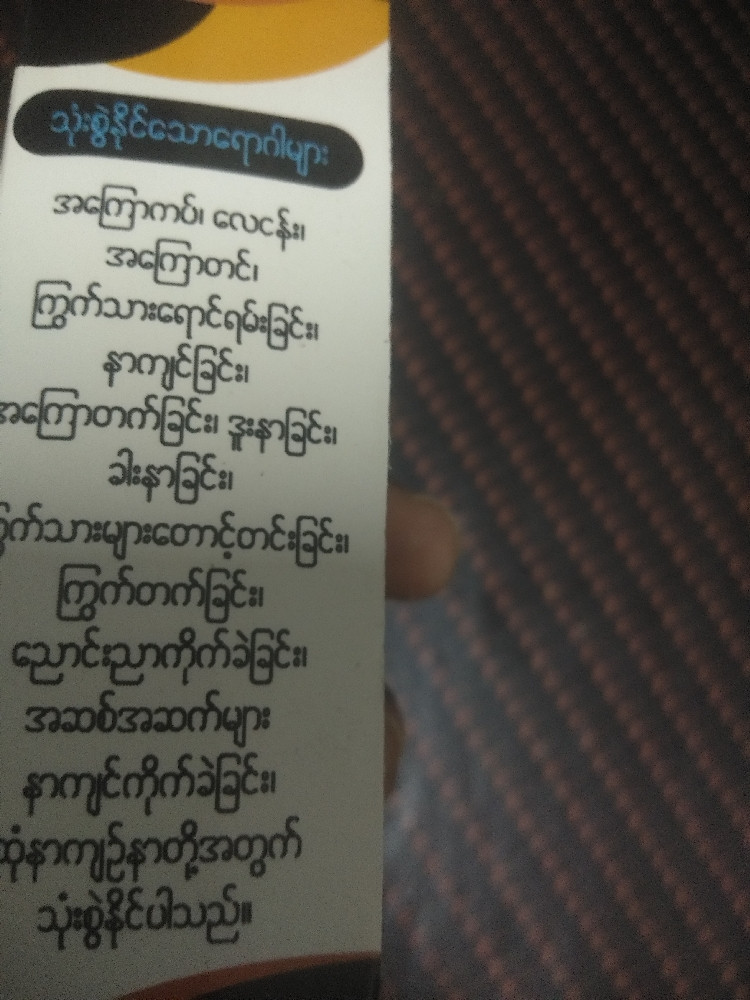 သုံးစွဲနိုင်သောရောဂါများ
အကြောကပ်၊ လေငန်း၊
အကြောတင်၊
ကြွက်သားရောင်ရမ်းခြင်း၊
နာကျင်ခြင်း၊
အကြောတက်ခြင်း၊ ဒူးနာခြင်း၊
ခါးနာခြင်း၊
ကြွက်သားများတောင့်တင်းခြင်း၊
ကြွက်တက်ခြင်း၊
ညောင်းညာကိုက်ခဲခြင်း၊
အဆစ်အဆက်များ
နာကျင်ကိုက်ခဲခြင်း၊
ထုံနာကျဉ်နာတို့အတွက်
သုံးစွဲနိုင်ပါသည်။